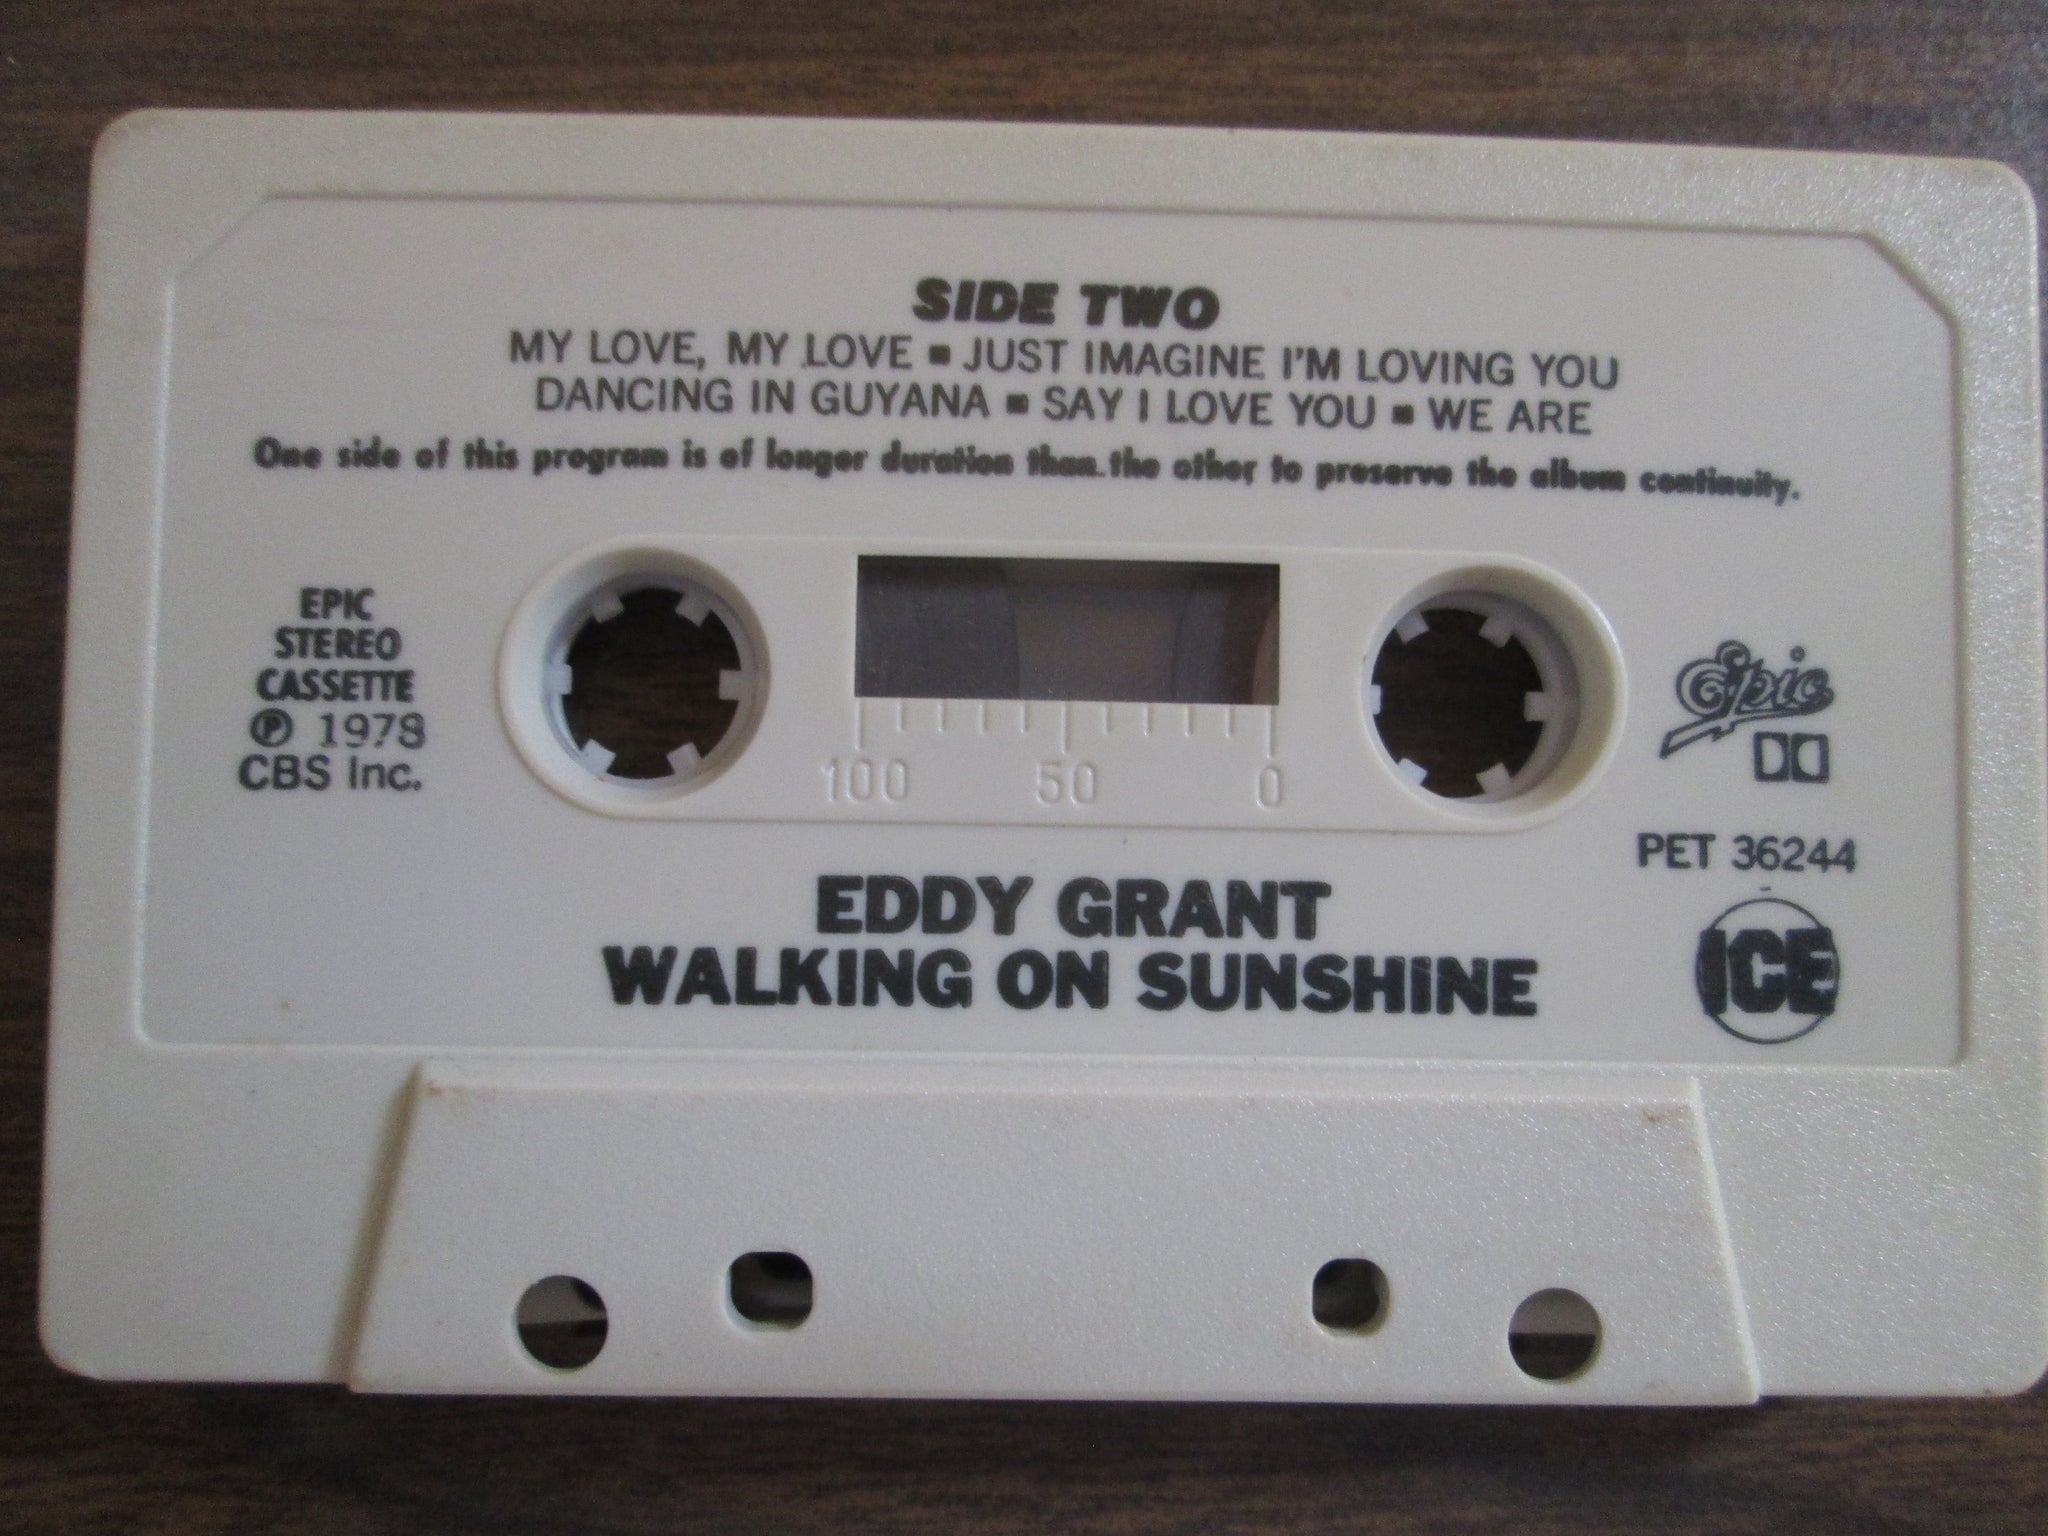 SIDE TWO
MY LOVE, MY LOVE ▪ JUST IMAGINE I'M LOVING YOU
DANCING IN GUYANA ▪ SAY I LOVE YOU ▪ WE ARE
One side of this program is of longer duration than the other to preserve the album continuity.
EPIC
STEREO
CASSETTE
℗ 1978
CBS Inc.
100 50 0
Epic
PET 36244
ICE
EDDY GRANT
WALKING ON SUNSHINE